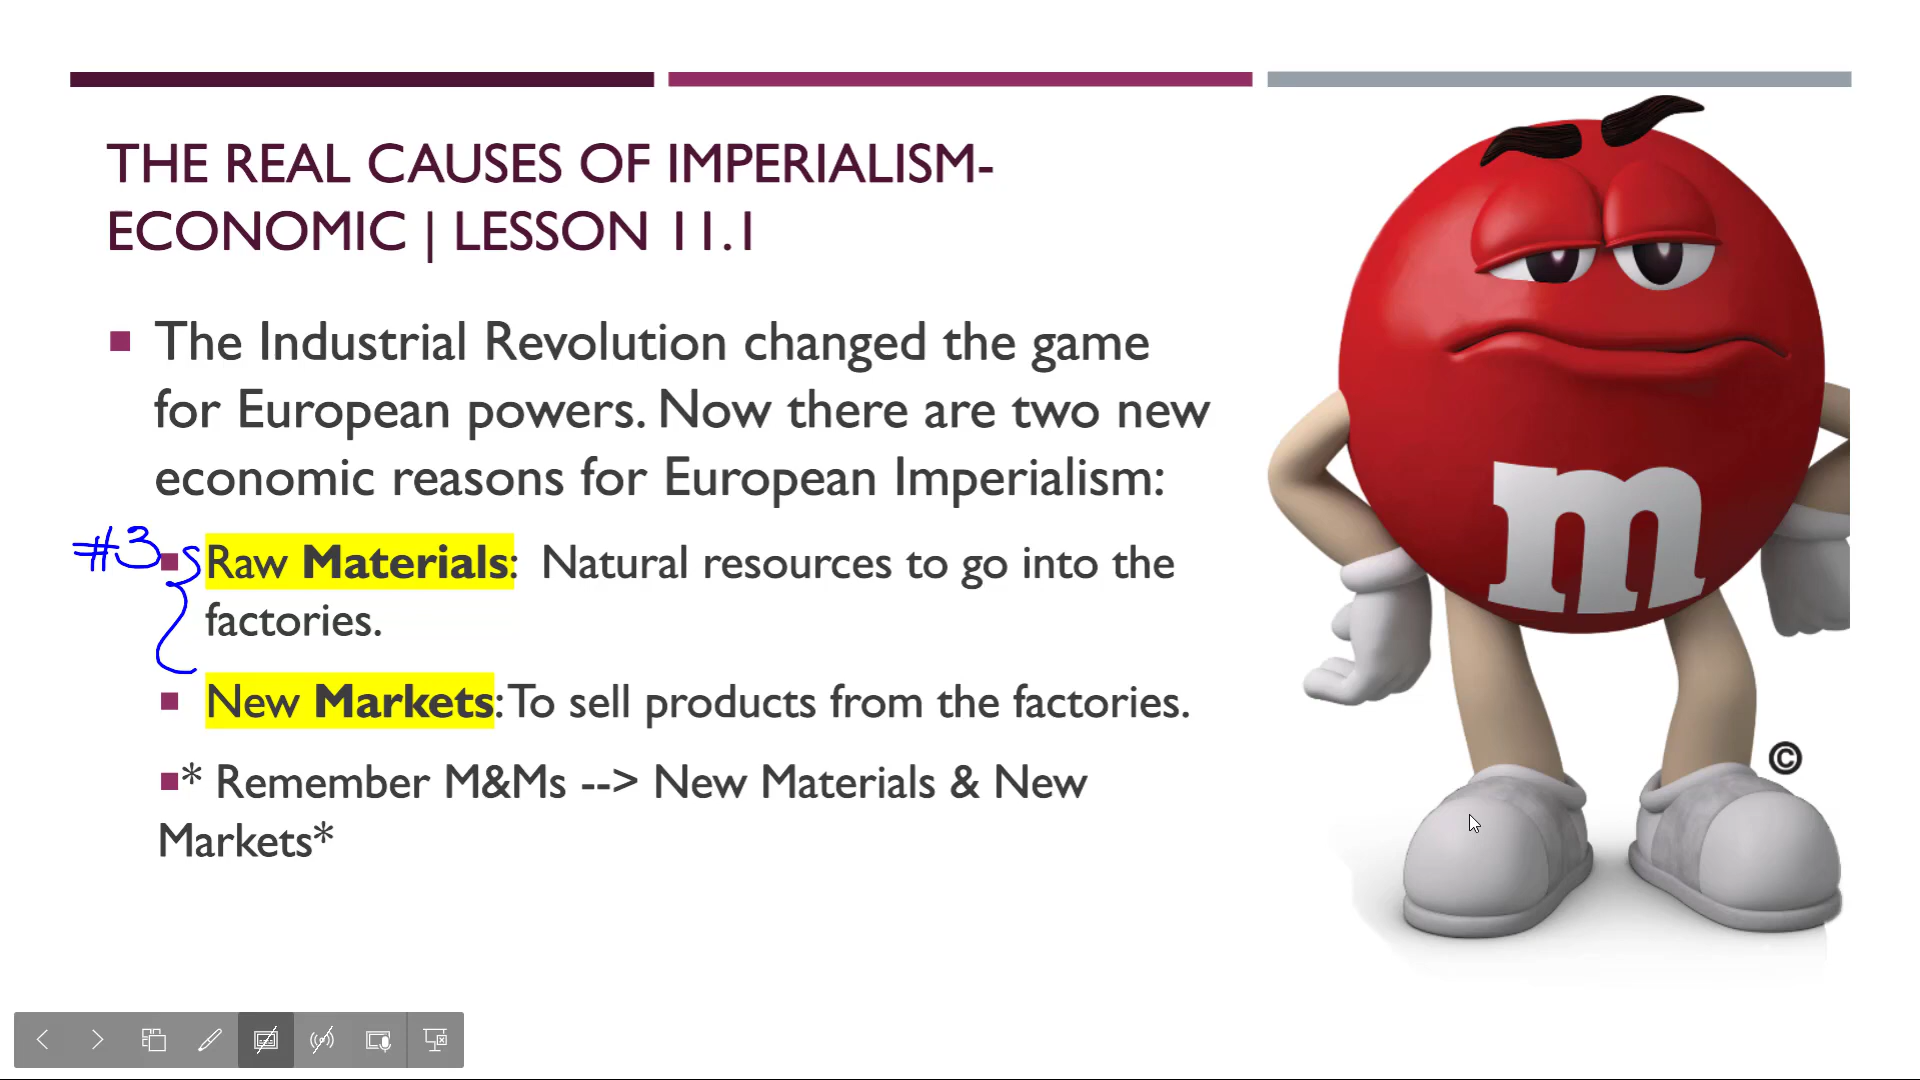 THE REAL CAUSES OF IMPERIALISM-
ECONOMIC | LESSON 11.1
The Industrial Revolution changed the game
for European powers. Now there are two new
economic reasons for European Imperialism:
#3
Raw Materials: Natural resources to go into the
factories.
New Markets: To sell products from the factories.
* Remember M&Ms --> New Materials & New
Markets*
m
©